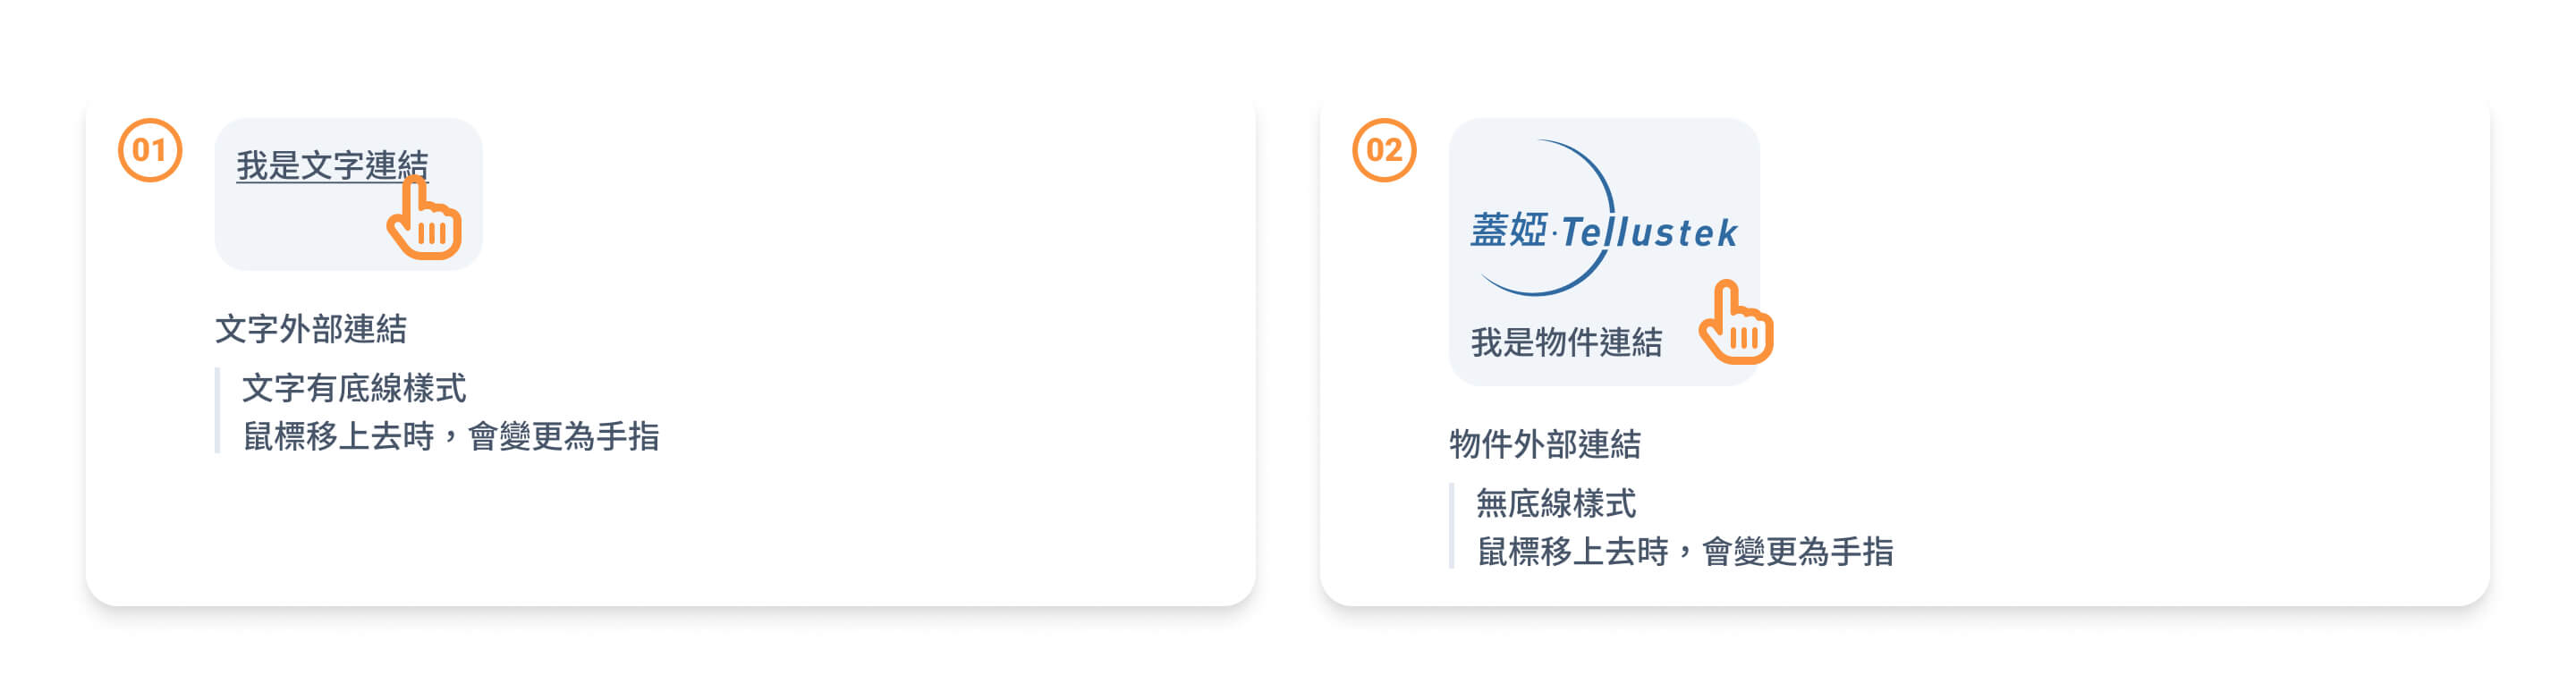 01
我是文字連結
文字外部連結
文字有底線樣式
鼠標移上去時，會變更為手指
02
蓋婭·Tellustek
我是物件連結
物件外部連結
無底線樣式
鼠標移上去時，會變更為手指